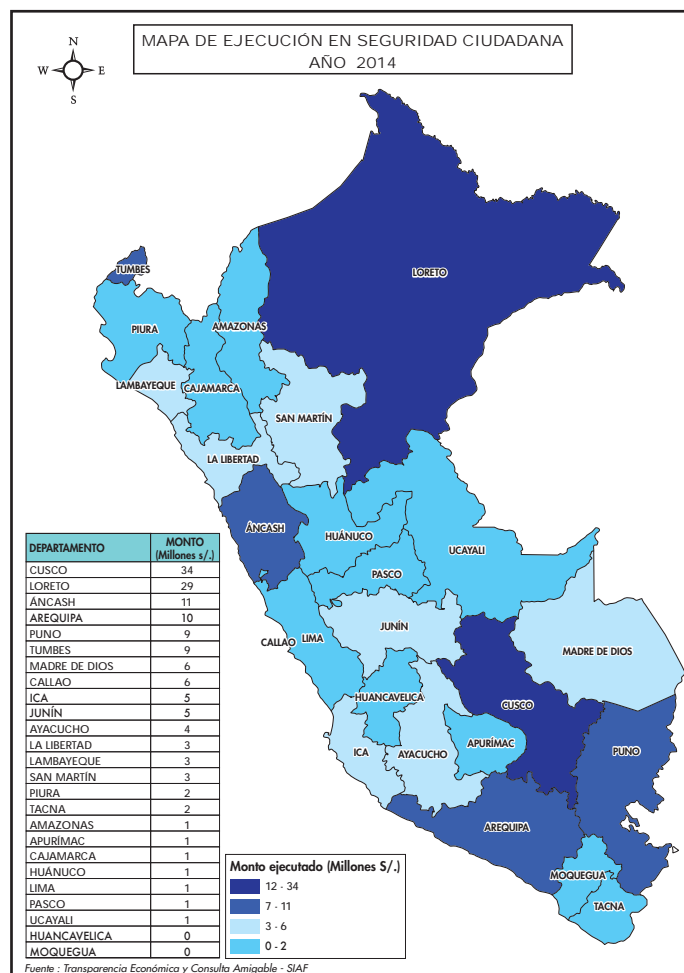 MAPA DE EJECUCIÓN EN SEGURIDAD CIUDADANA
AÑO 2014
N
W E
S
LORETO
TUMBES
PIURA
AMAZONAS
LAMBAYEQUE
CAJAMARCA
SAN MARTÍN
LA LIBERTAD
ÁNCASH
HUÁNUCO
UCAYALI
PASCO
JUNÍN
CALLAO
LIMA
MADRE DE DIOS
HUANCAVELICA
CUSCO
ICA
AYACUCHO
APURÍMAC
PUNO
AREQUIPA
MOQUEGUA
TACNA
DEPARTAMENTO MONTO (Millones s/.)
CUSCO 34
LORETO 29
ÁNCASH 11
AREQUIPA 10
PUNO 9
TUMBES 9
MADRE DE DIOS 6
CALLAO 6
ICA 5
JUNÍN 5
AYACUCHO 4
LA LIBERTAD 3
LAMBAYEQUE 3
SAN MARTÍN 3
PIURA 2
TACNA 2
AMAZONAS 1
APURÍMAC 1
CAJAMARCA 1
HUÁNUCO 1
LIMA 1
PASCO 1
UCAYALI 1
HUANCAVELICA 0
MOQUEGUA 0
Monto ejecutado (Millones S/.)
12 - 34
7 - 11
3 - 6
0 - 2
Fuente : Transparencia Económica y Consulta Amigable - SIAF